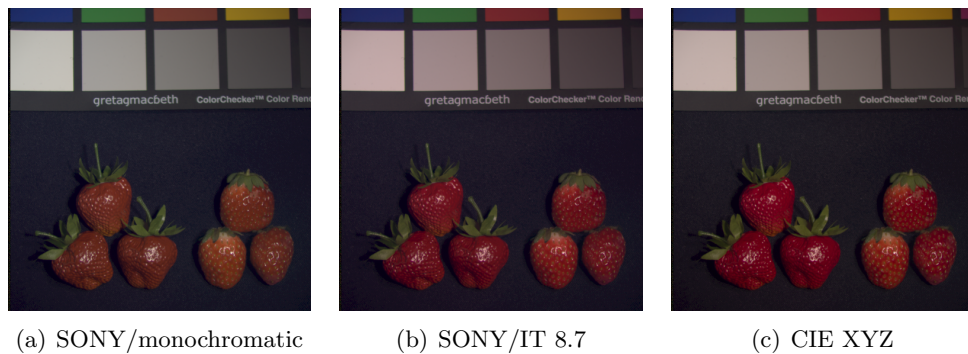 gretagmacbeth ColorChecker™ Color Ren
gretagmacbeth ColorChecker™ Color Ren
gretagmacbeth ColorChecker™ Color Re
(a) SONY/monochromatic
(b) SONY/IT 8.7
(c) CIE XYZ